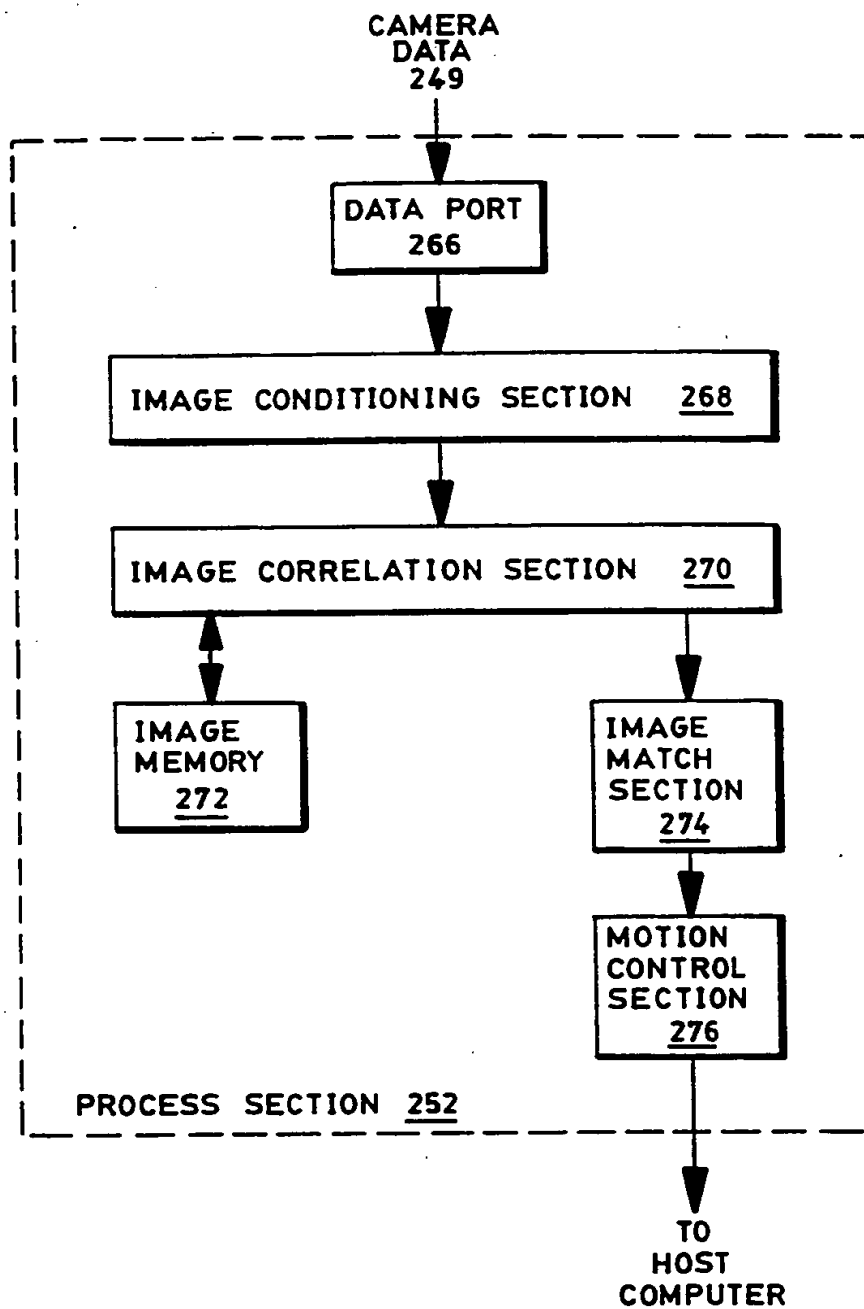 CAMERA
DATA
249
DATA PORT
266
IMAGE CONDITIONING SECTION 268
IMAGE CORRELATION SECTION 270
IMAGE
MEMORY
272
IMAGE
MATCH
SECTION
274
MOTION
CONTROL
SECTION
276
PROCESS SECTION 252
TO
HOST
COMPUTER